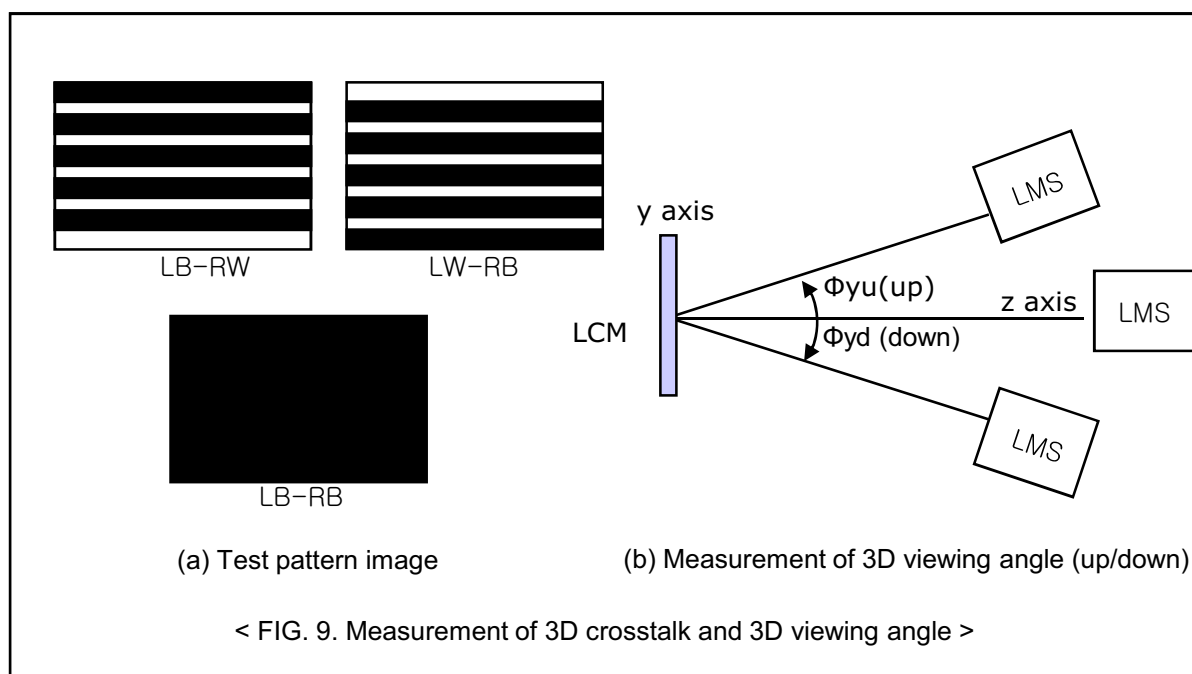 LB-RW
LW-RB
LB-RB
(a) Test pattern image
y axis
LCM
Φyu(up)
z axis
Φyd (down)
LMS
LMS
LMS
(b) Measurement of 3D viewing angle (up/down)
< FIG. 9. Measurement of 3D crosstalk and 3D viewing angle >